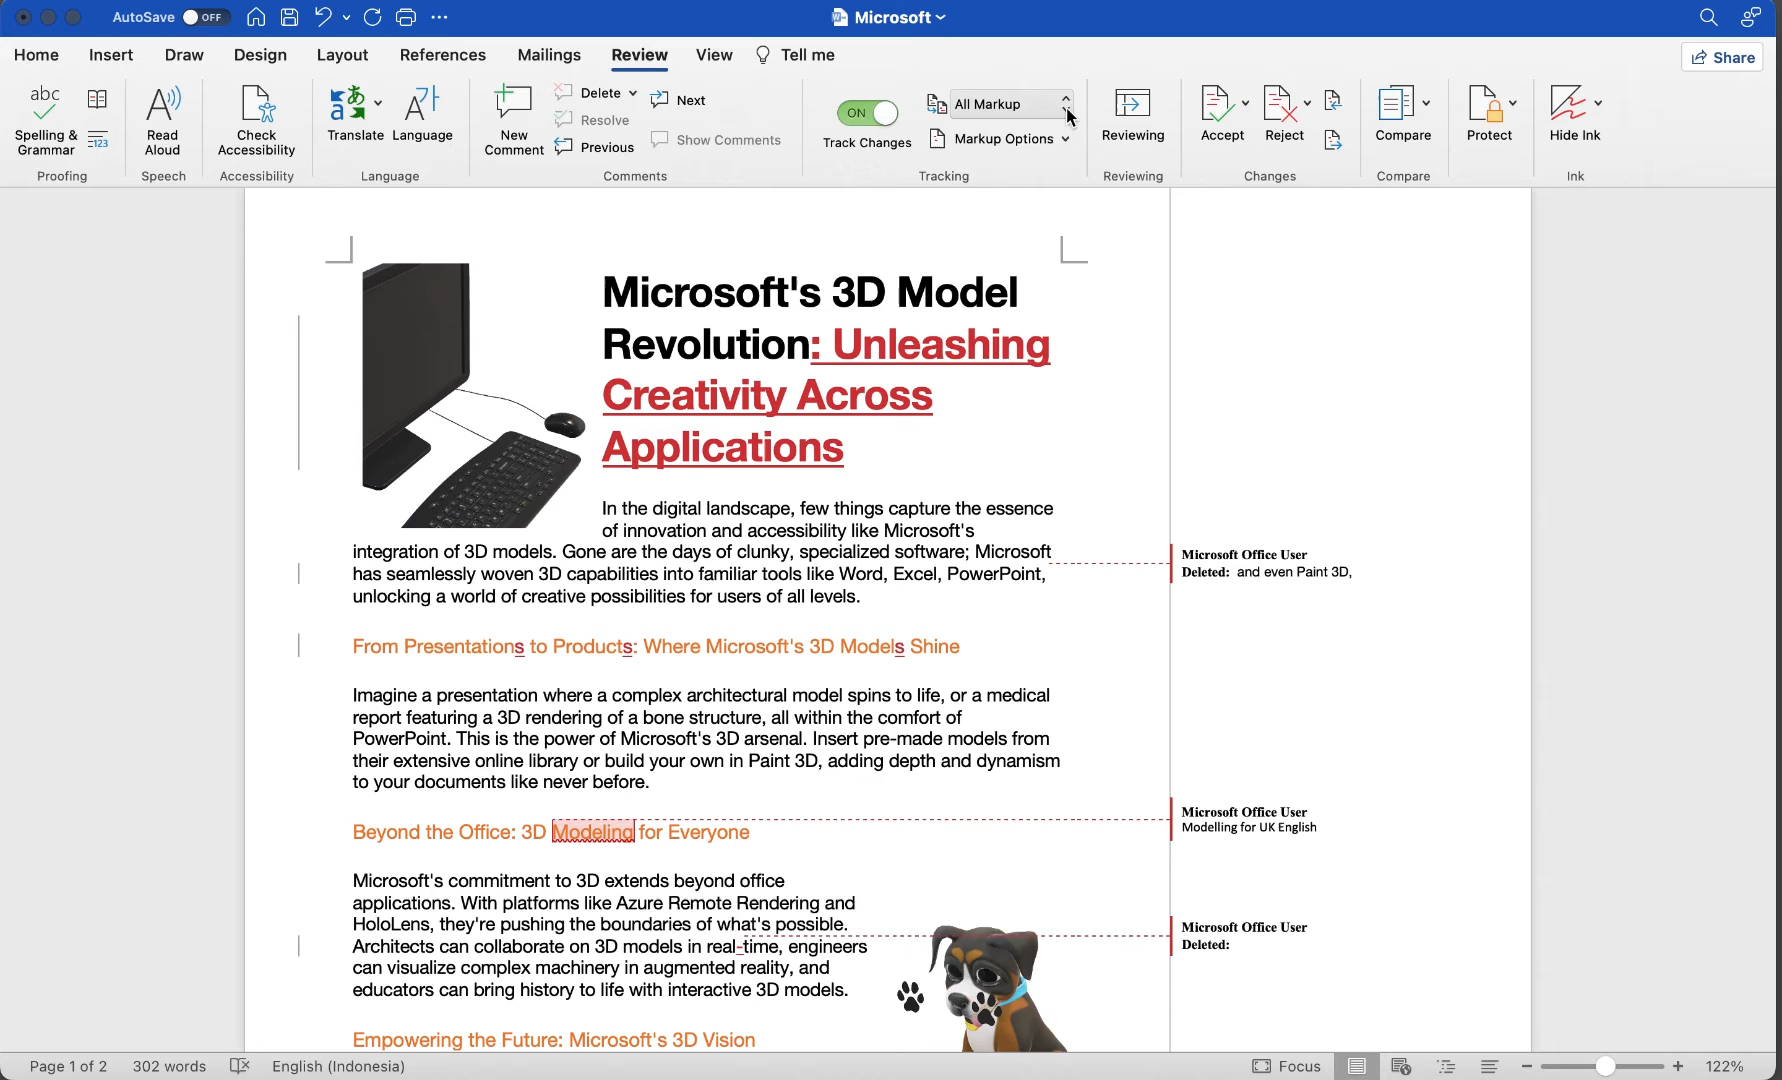 AutoSave OFF
Microsoft
Home Insert Draw Design Layout References Mailings Review View Tell me
Share
abc
Spelling & Grammar
123
Read Aloud
Check Accessibility
Translate
Language
New Comment
Delete
Resolve
Previous
Next
Show Comments
ON
Track Changes
All Markup
Markup Options
Reviewing
Accept
Reject
Compare
Protect
Hide Ink
Proofing Speech Accessibility Language Comments Tracking Reviewing Changes Compare Ink
Microsoft's 3D Model
Revolution: Unleashing
Creativity Across
Applications
In the digital landscape, few things capture the essence
of innovation and accessibility like Microsoft's
integration of 3D models. Gone are the days of clunky, specialized software; Microsoft
has seamlessly woven 3D capabilities into familiar tools like Word, Excel, PowerPoint,
unlocking a world of creative possibilities for users of all levels.
Microsoft Office User
Deleted: and even Paint 3D,
From Presentations to Products: Where Microsoft's 3D Models Shine
Imagine a presentation where a complex architectural model spins to life, or a medical
report featuring a 3D rendering of a bone structure, all within the comfort of
PowerPoint. This is the power of Microsoft's 3D arsenal. Insert pre-made models from
their extensive online library or build your own in Paint 3D, adding depth and dynamism
to your documents like never before.
Beyond the Office: 3D Modeling for Everyone
Microsoft Office User
Modelling for UK English
Microsoft's commitment to 3D extends beyond office
applications. With platforms like Azure Remote Rendering and
HoloLens, they're pushing the boundaries of what's possible.
Architects can collaborate on 3D models in real-time, engineers
can visualize complex machinery in augmented reality, and
educators can bring history to life with interactive 3D models.
Microsoft Office User
Deleted:
Empowering the Future: Microsoft's 3D Vision
Page 1 of 2 302 words English (Indonesia) Focus 122%